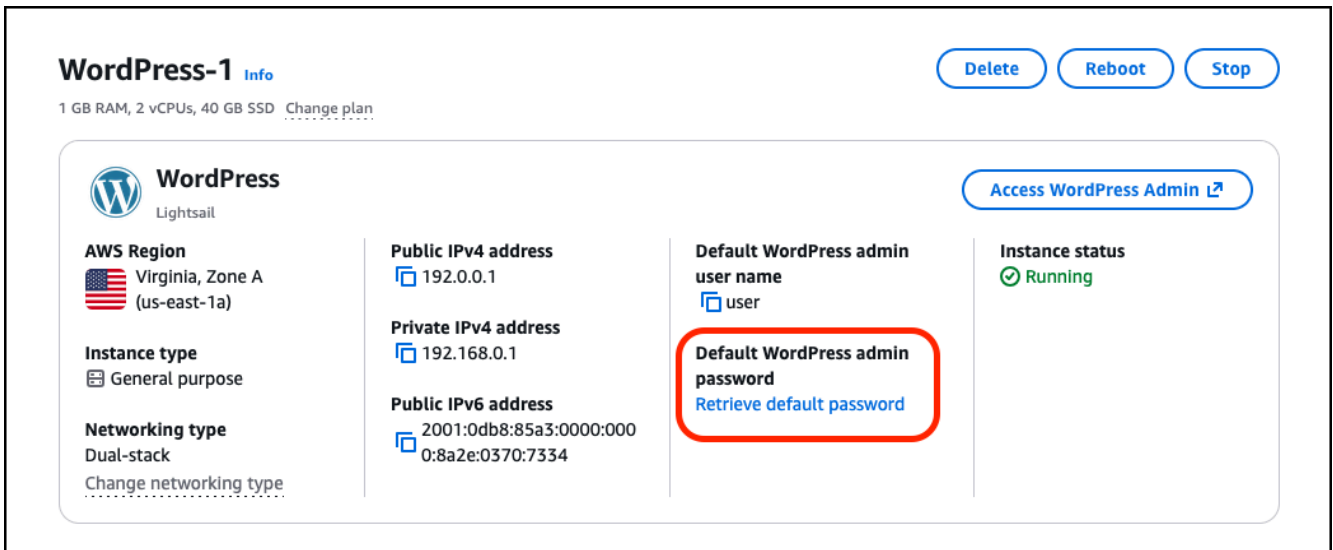 WordPress-1 Info
Delete
Reboot
Stop
1 GB RAM, 2 vCPUs, 40 GB SSD Change plan
WordPress
Lightsail
Access WordPress Admin
AWS Region
Virginia, Zone A
(us-east-1a)
Instance type
General purpose
Networking type
Dual-stack
Change networking type
Public IPv4 address
192.0.0.1
Private IPv4 address
192.168.0.1
Public IPv6 address
2001:0db8:85a3:0000:000
0:8a2e:0370:7334
Default WordPress admin
user name
user
Default WordPress admin
password
Retrieve default password
Instance status
Running